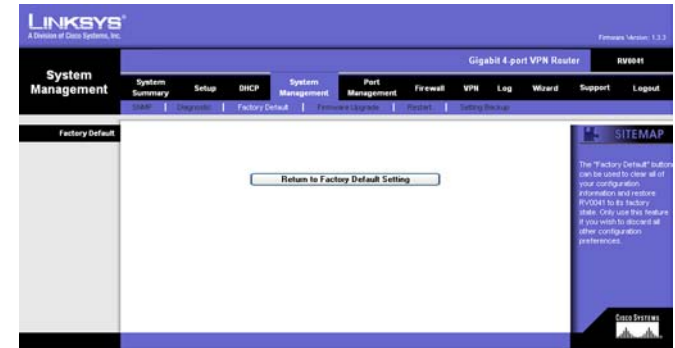 LINKSYS®
A Division of Cisco Systems, Inc.
Firmware Version: 1.3.3
Gigabit 4-port VPN Router
RV0041
System Management
System Summary
Setup
DHCP
System Management
Port Management
Firewall
VPN
Log
Wizard
Support
Logout
SNMP | Diagnostic | Factory Default | Firmware Upgrade | Restart | Setting Backup
Factory Default
Return to Factory Default Setting
SITEMAP
The "Factory Default" button
can be used to clear all of
your configuration
information and restore
RV0041 to its factory
state. Only use this feature
if you wish to discard all
other configuration
preferences.
CISCO SYSTEMS